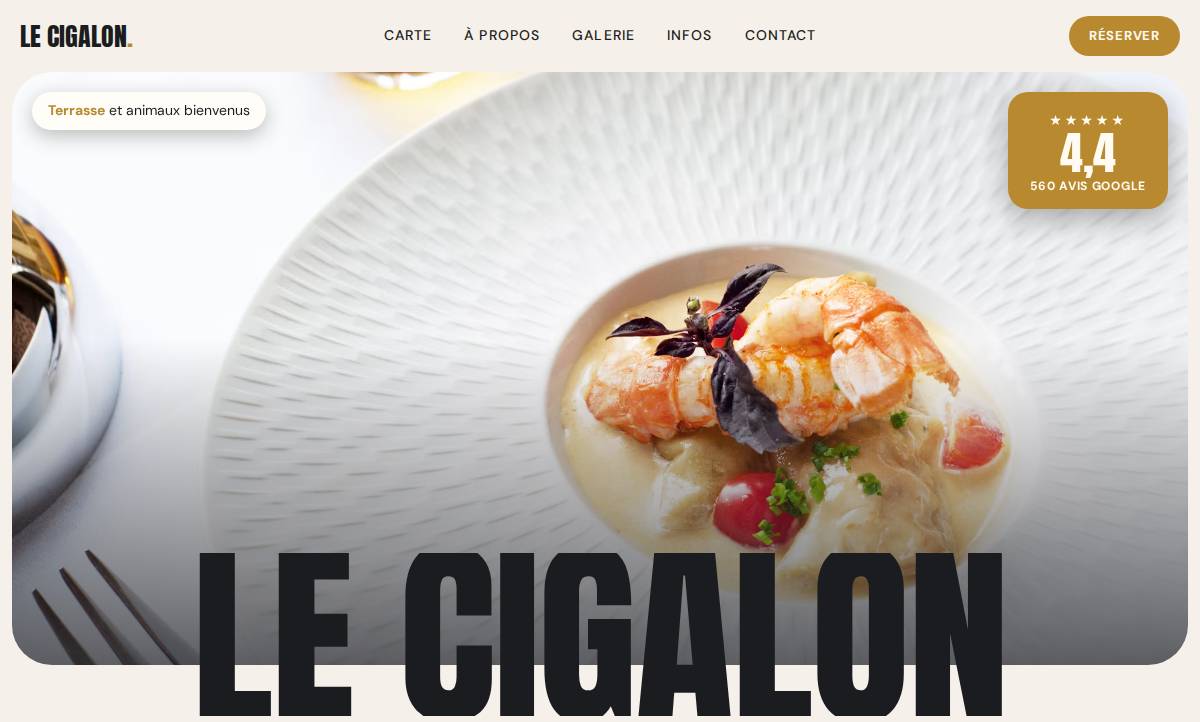 LE CIGALON.
CARTE
À PROPOS
GALERIE
INFOS
CONTACT
RÉSERVER
Terrasse et animaux bienvenus
★★★★★
4,4
560 AVIS GOOGLE
LE CIGALON